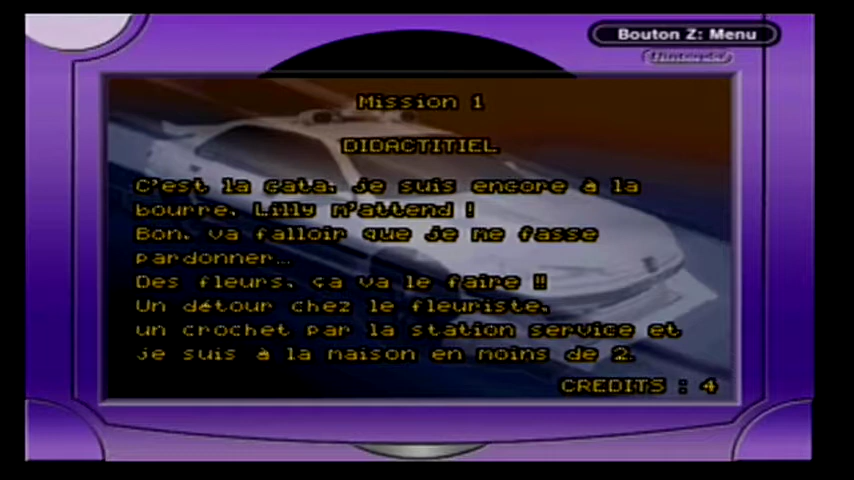 Bouton Z: Menu
Nintendo
Mission 1
DIDACTITIEL
C'est la cata, je suis encore à la
bourre, Lilly m'attend !
Bon, va falloir que je me fasse
pardonner...
Des fleurs, ça va le faire !!
Un détour chez le fleuriste,
un crochet par la station service et
je suis à la maison en moins de 2.
CREDITS : 4